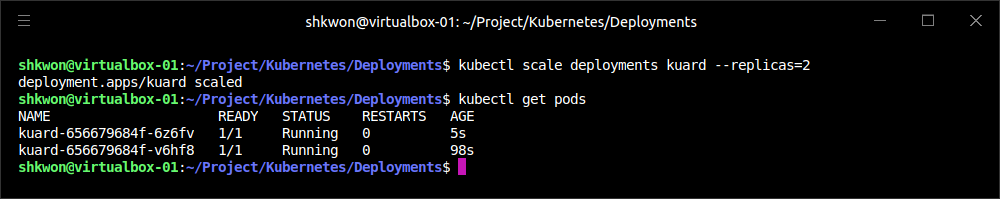 shkwon@virtualbox-01: ~/Project/Kubernetes/Deployments
shkwon@virtualbox-01:~/Project/Kubernetes/Deployments$ kubectl scale deployments kuard --replicas=2
deployment.apps/kuard scaled
shkwon@virtualbox-01:~/Project/Kubernetes/Deployments$ kubectl get pods
NAME                     READY   STATUS    RESTARTS   AGE
kuard-656679684f-6z6fv   1/1     Running   0          5s
kuard-656679684f-v6hf8   1/1     Running   0          98s
shkwon@virtualbox-01:~/Project/Kubernetes/Deployments$